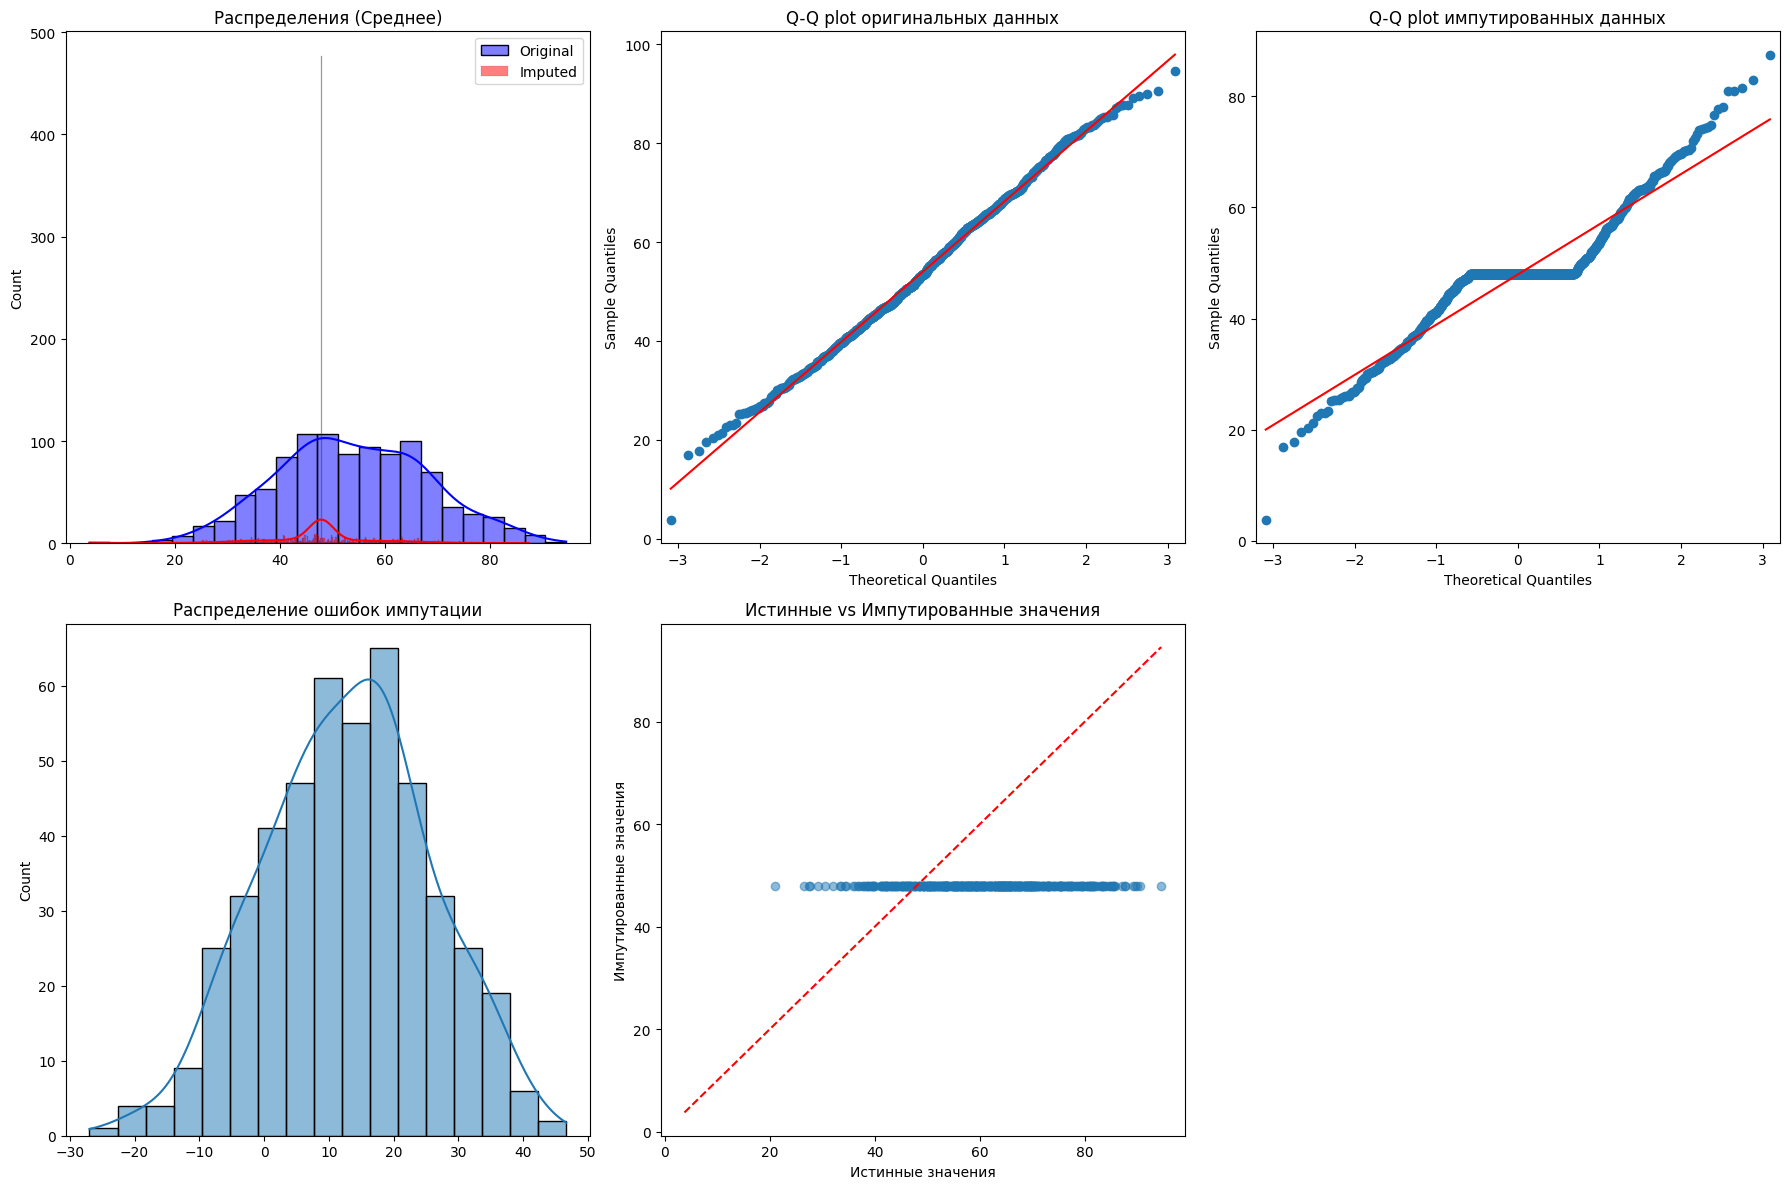 Распределения (Среднее)
500
400
300
200
100
0
Count
0 20 40 60 80
Original
Imputed
Q-Q plot оригинальных данных
100
80
60
40
20
0
Sample Quantiles
−3 −2 −1 0 1 2 3
Theoretical Quantiles
Q-Q plot импутированных данных
80
60
40
20
0
Sample Quantiles
−3 −2 −1 0 1 2 3
Theoretical Quantiles
Распределение ошибок импутации
60
50
40
30
20
10
0
Count
−30 −20 −10 0 10 20 30 40 50
Истинные vs Импутированные значения
80
60
40
20
0
Импутированные значения
0 20 40 60 80
Истинные значения